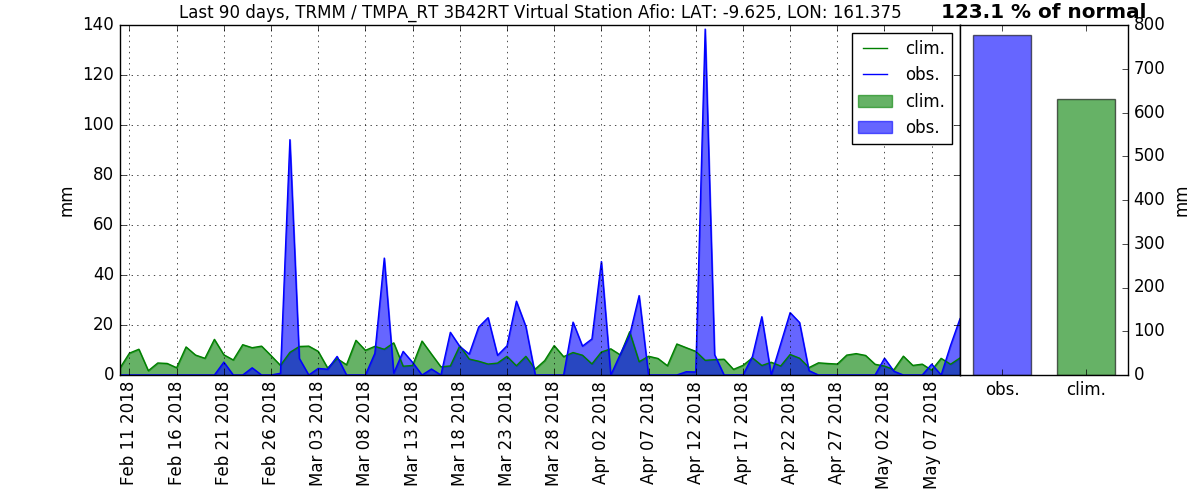 Last 90 days, TRMM / TMPA_RT 3B42RT Virtual Station Afio: LAT: -9.625, LON: 161.375
123.1 % of normal
140
120
100
80
60
40
20
0
mm
clim.
obs.
clim.
obs.
800
700
600
500
400
300
200
100
0
mm
Feb 11 2018
Feb 16 2018
Feb 21 2018
Feb 26 2018
Mar 03 2018
Mar 08 2018
Mar 13 2018
Mar 18 2018
Mar 23 2018
Mar 28 2018
Apr 02 2018
Apr 07 2018
Apr 12 2018
Apr 17 2018
Apr 22 2018
Apr 27 2018
May 02 2018
May 07 2018
obs.
clim.